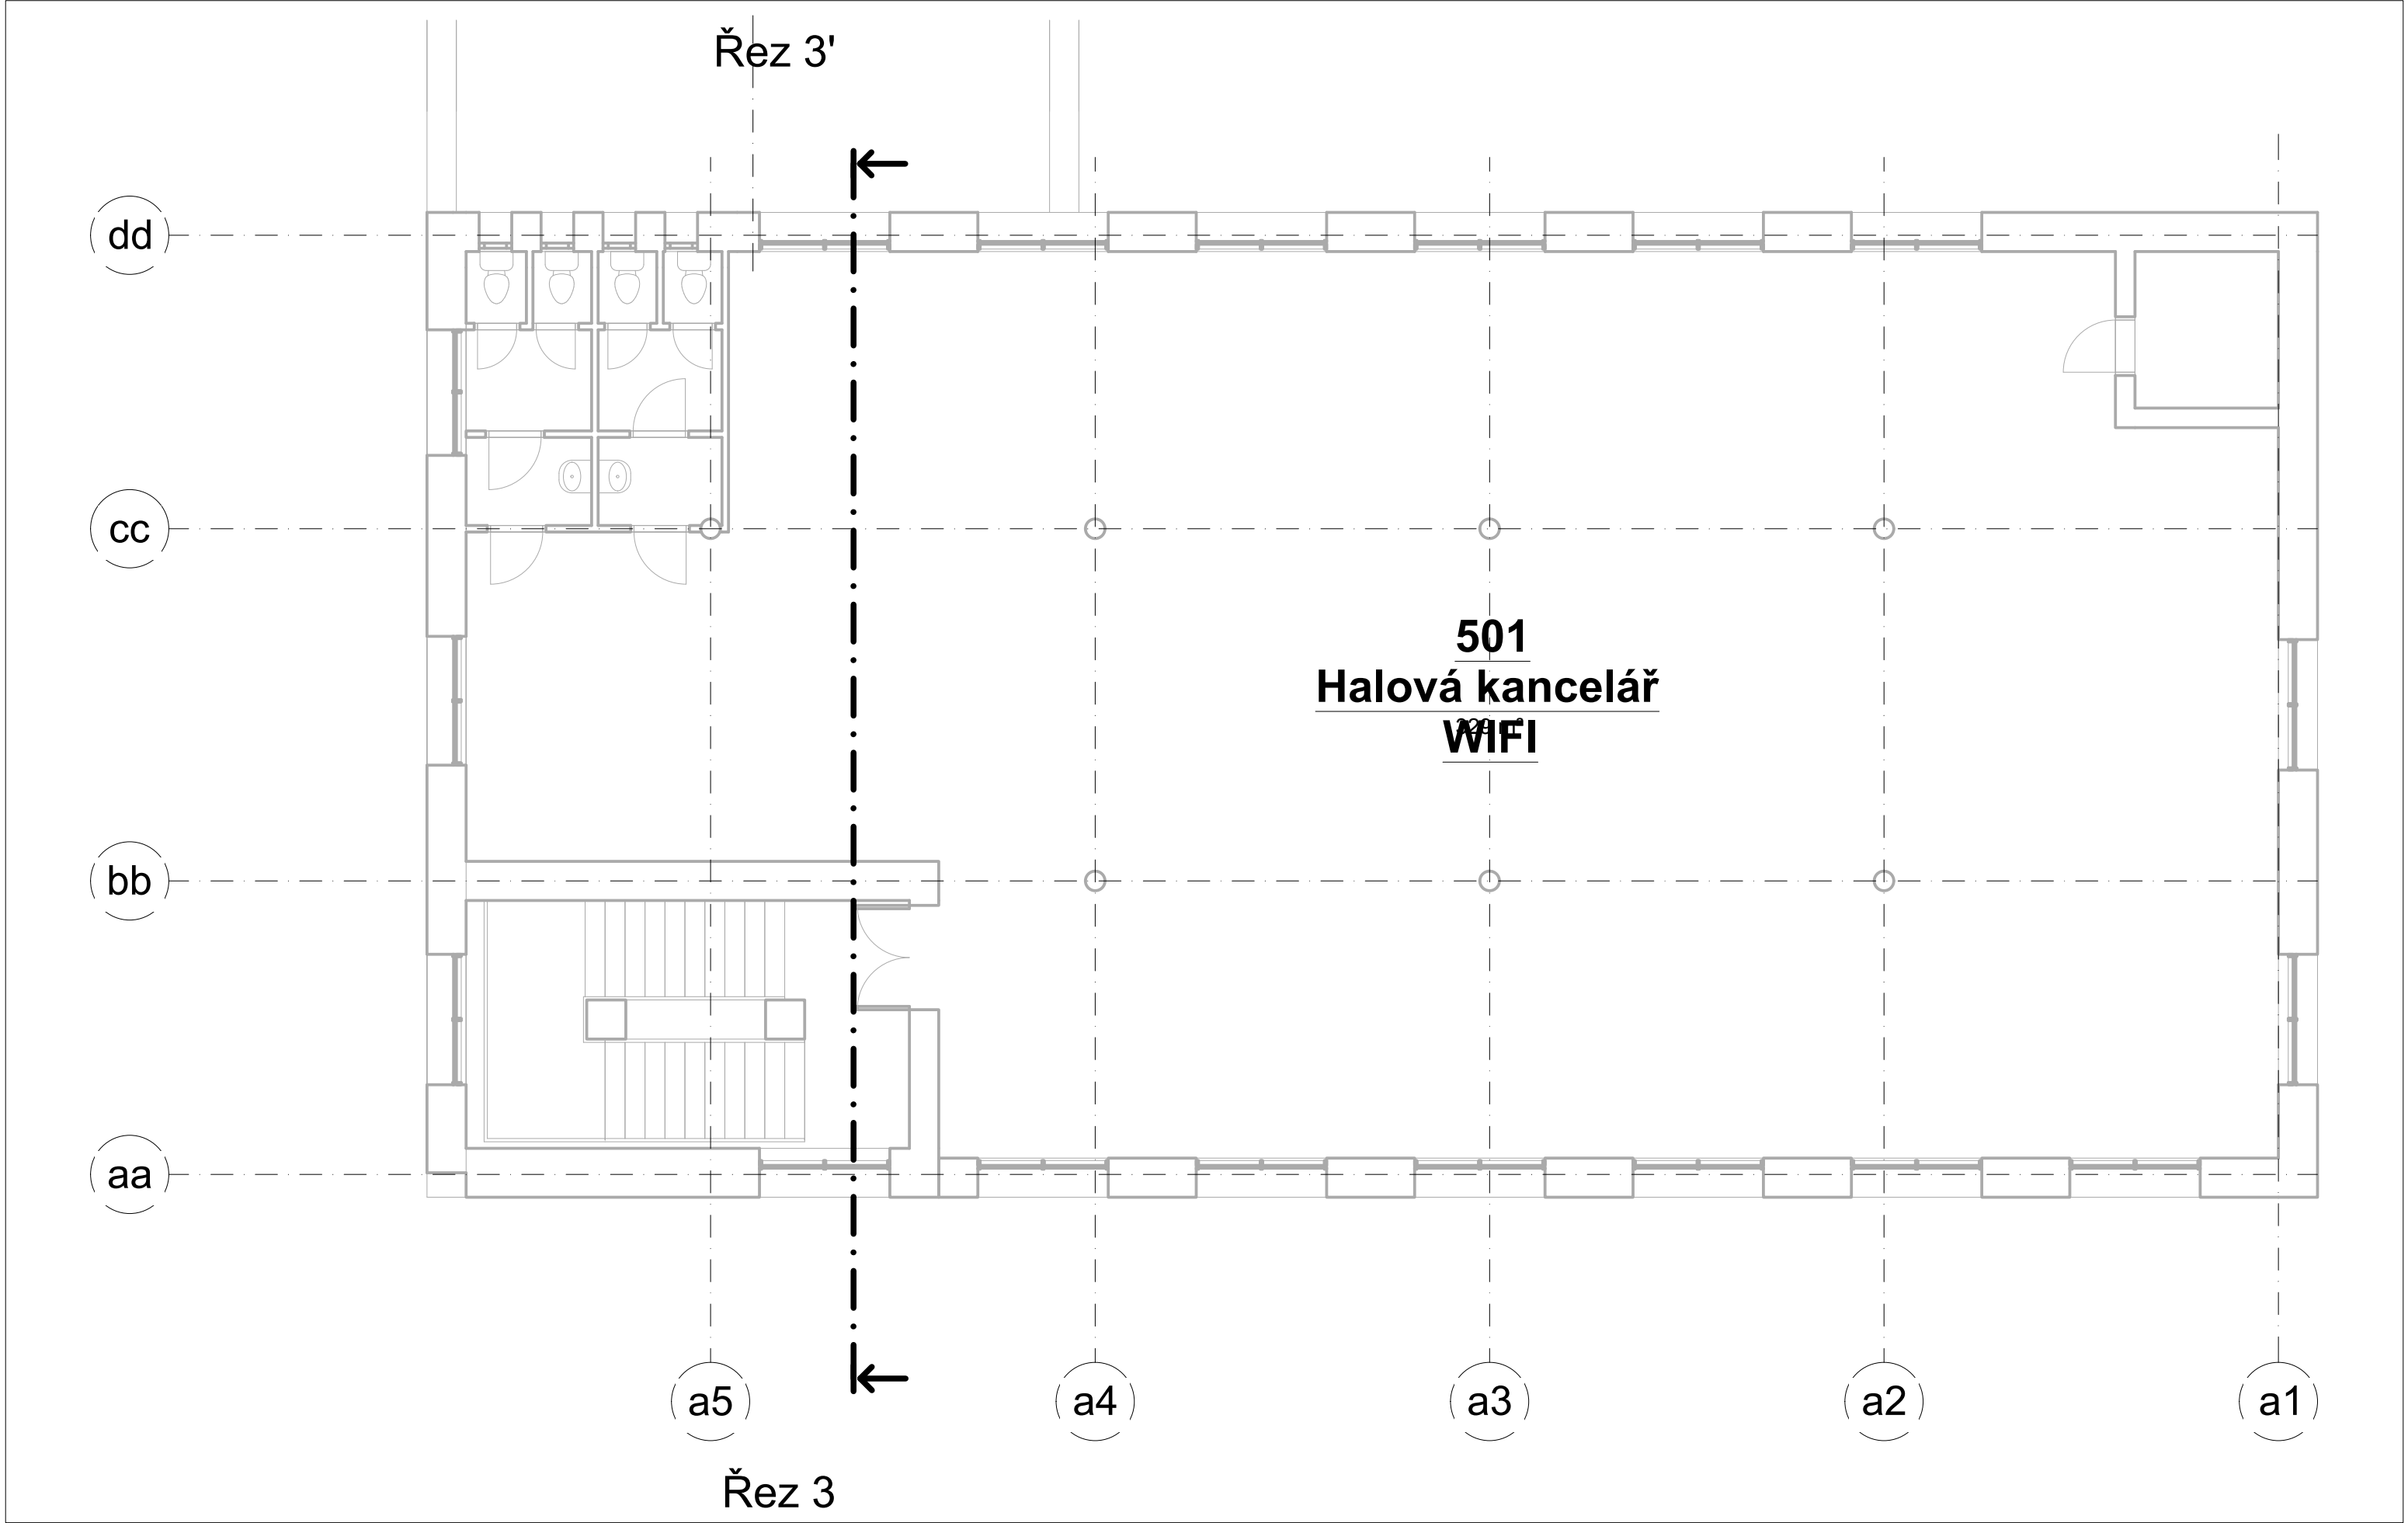 Řez 3'
dd
cc
501
Halová kancelář
WIFI
bb
aa
a5
a4
a3
a2
a1
Řez 3